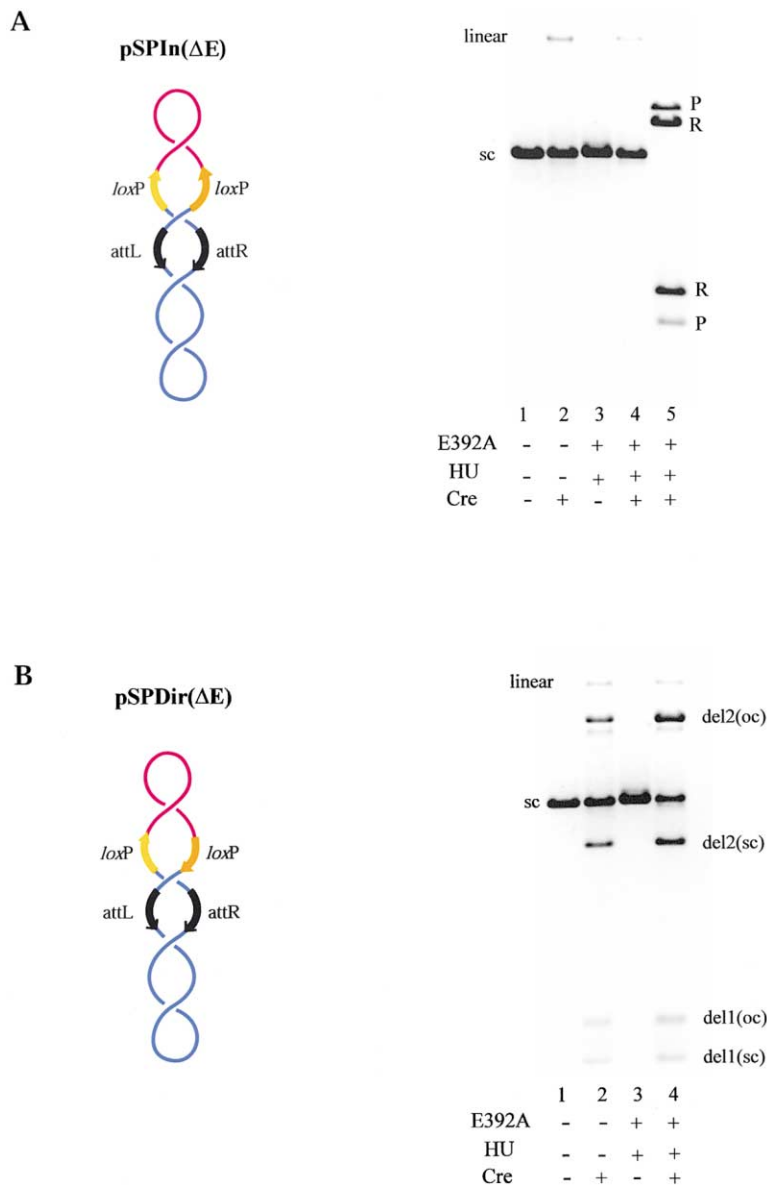 A
pSPIn(ΔE)
loxP loxP
attL attR
linear
sc
P
R
R
P
1 2 3 4 5
E392A - - + + +
HU - - + + +
Cre - + - + +
B
pSPDir(ΔE)
loxP loxP
attL attR
linear
sc
del2(oc)
del2(sc)
del1(oc)
del1(sc)
1 2 3 4
E392A - - + +
HU - - + +
Cre - + - +